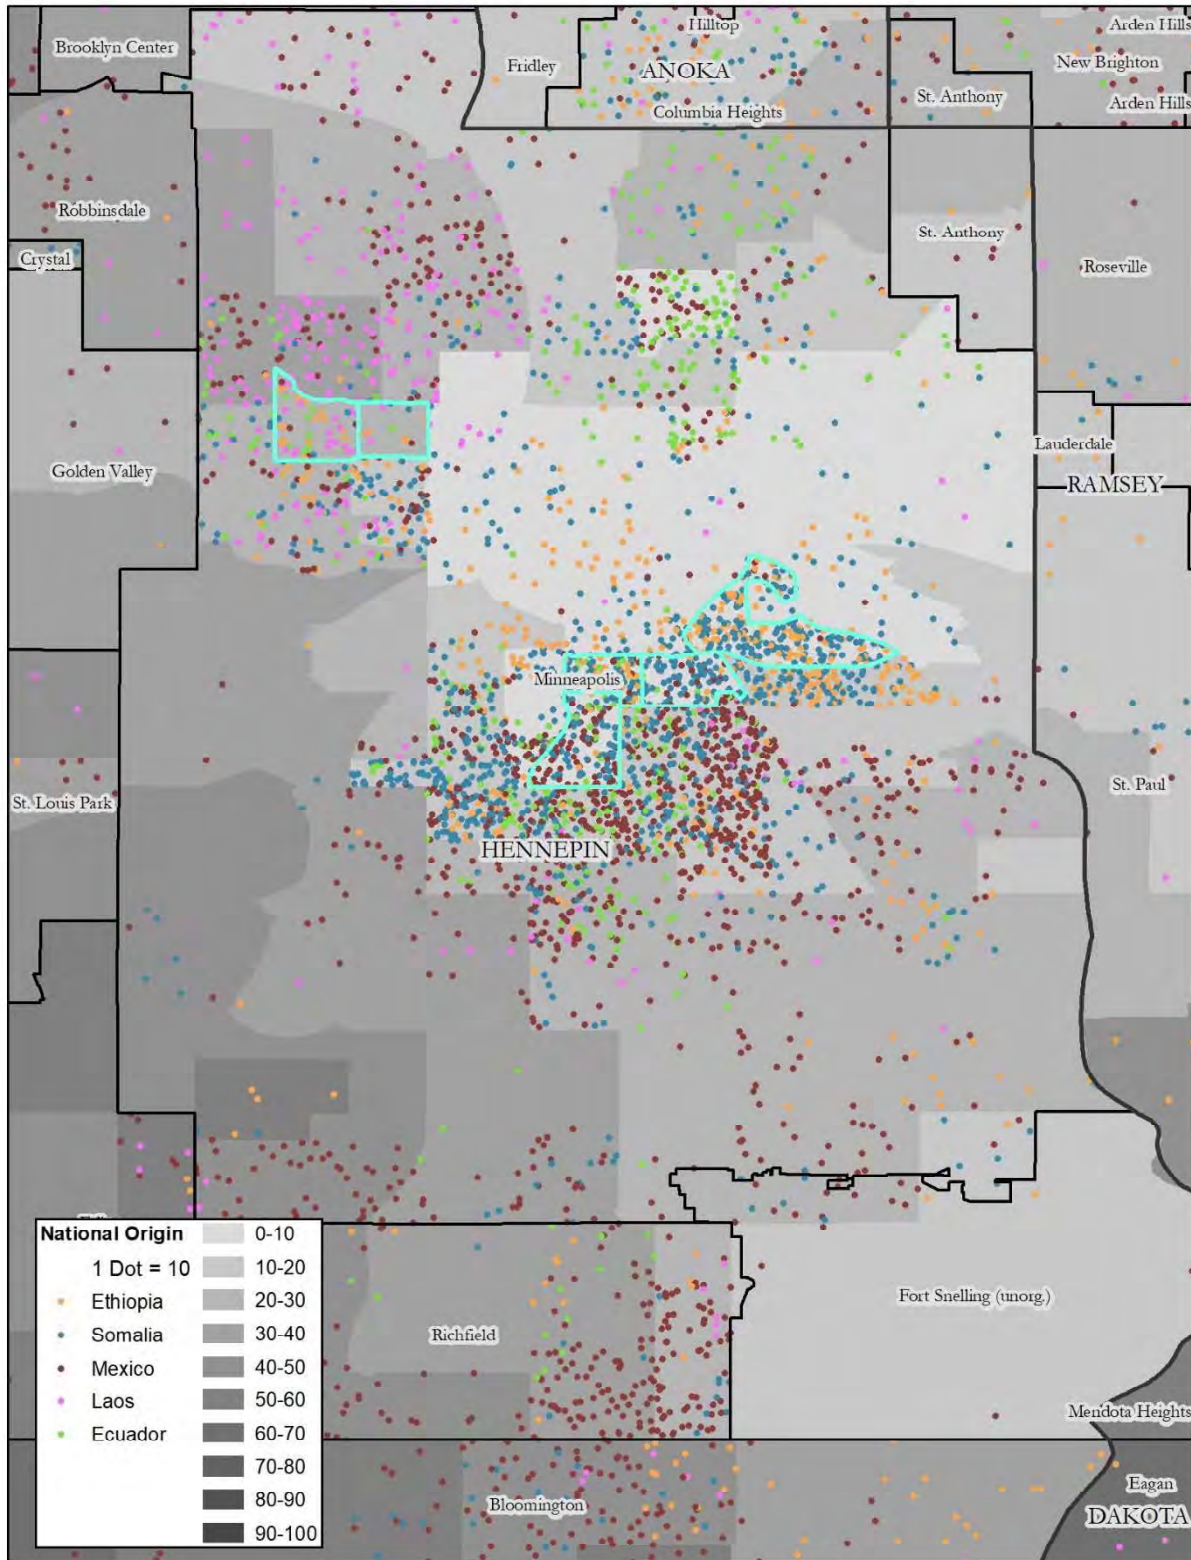 Hilltop
Arden Hills
Brooklyn Center
Fridley
ANOKA
New Brighton
St. Anthony
Arden Hills
Columbia Heights
Robbinsdale
St. Anthony
Crystal
Roseville
Lauderdale
Golden Valley
RAMSEY
Minneapolis
St. Louis Park
St. Paul
HENNEPIN
National Origin
1 Dot = 10
Ethiopia
Somalia
Mexico
Laos
Ecuador
0-10
10-20
20-30
30-40
40-50
50-60
60-70
70-80
80-90
90-100
Fort Snelling (unorg.)
Richfield
Mendota Heights
Eagan
Bloomington
DAKOTA